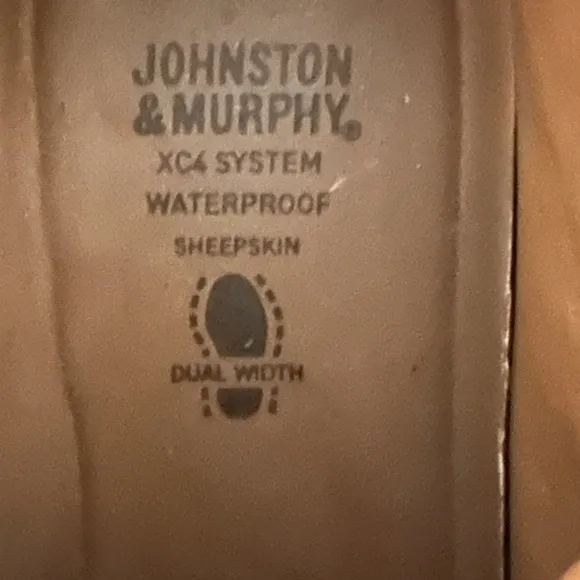 JOHNSTON
& MURPHY®
XC4 SYSTEM
WATERPROOF
SHEEPSKIN
DUAL WIDTH